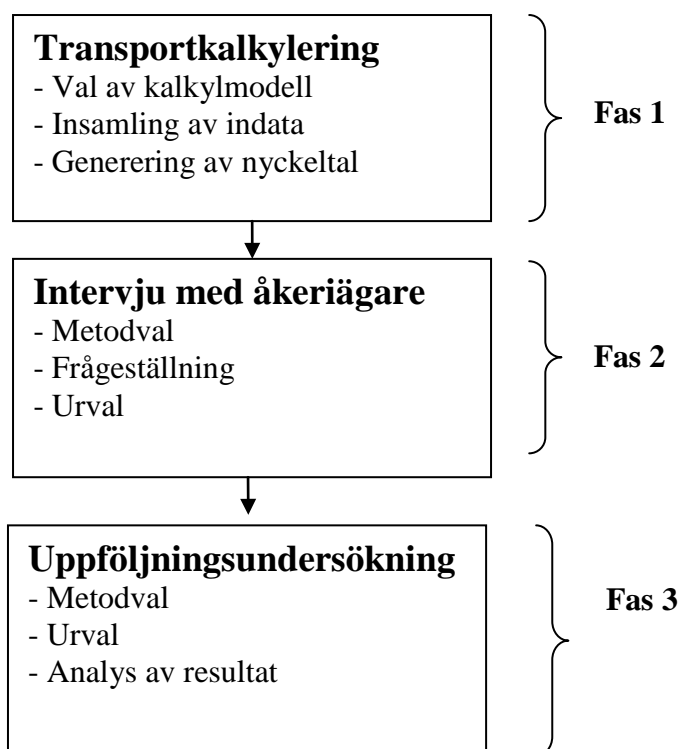 Transportkalkylering
- Val av kalkylmodell
- Insamling av indata
- Generering av nyckeltal
Fas 1
Intervju med åkeriägare
- Metodval
- Frågeställning
- Urval
Fas 2
Uppföljningsundersökning
- Metodval
- Urval
- Analys av resultat
Fas 3